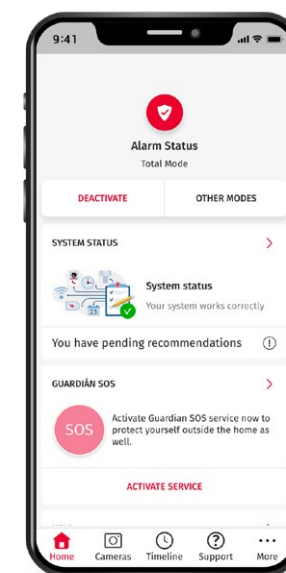 9:41
Alarm Status
Total Mode
DEACTIVATE OTHER MODES
SYSTEM STATUS
System status
Your system works correctly
You have pending recommendations
GUARDIÁN SOS
SOS
Activate Guardian SOS service now to
protect yourself outside the home as
well.
ACTIVATE SERVICE
Home Cameras Timeline Support More